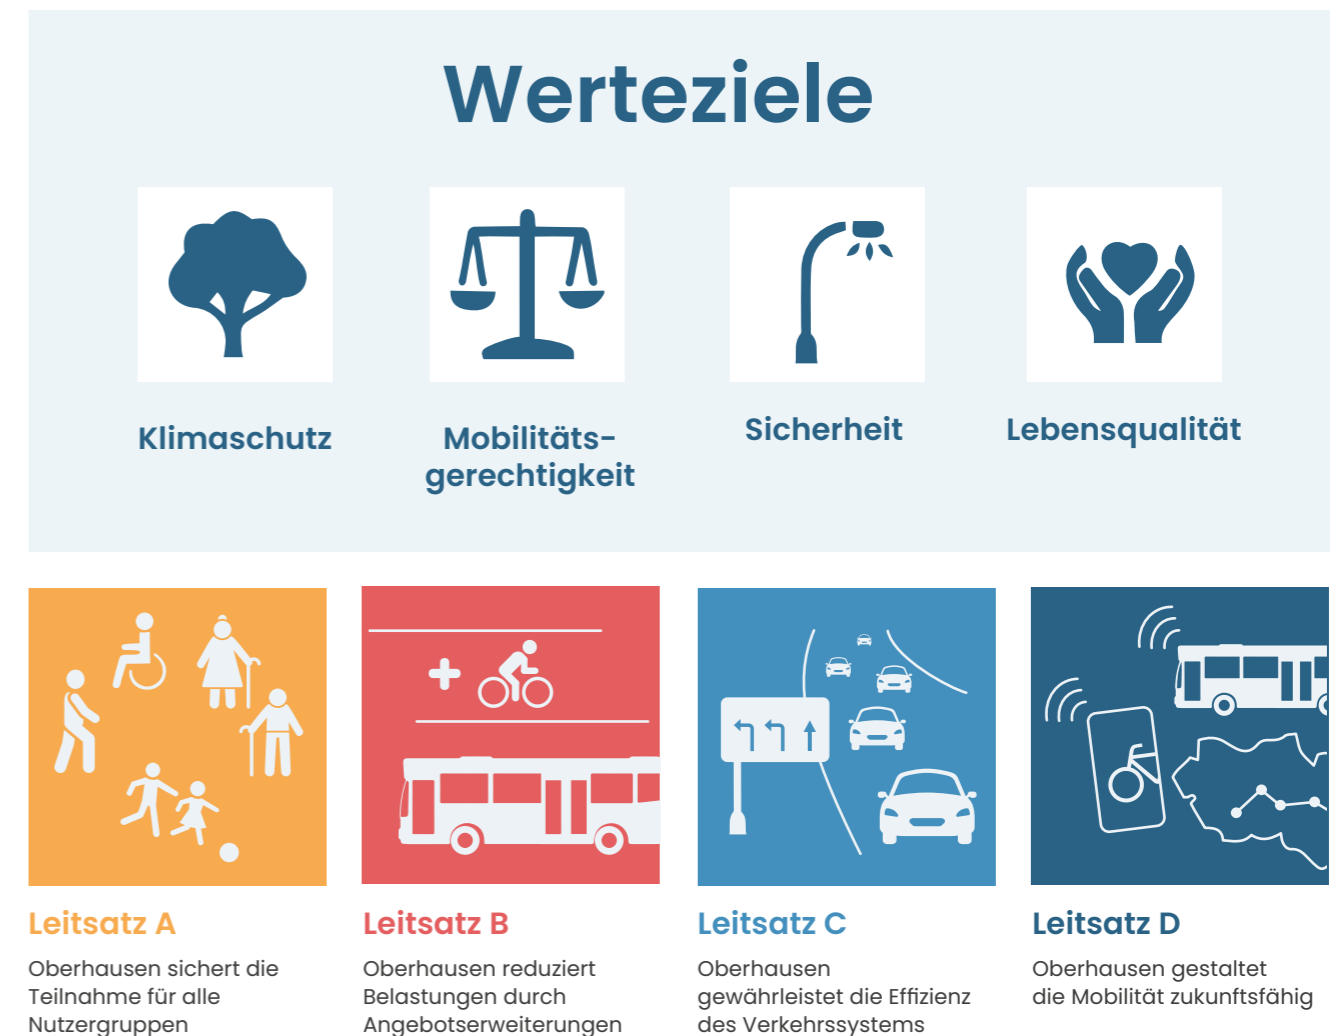 Werteziele
Klimaschutz
Mobilitäts-
gerechtigkeit
Sicherheit
Lebensqualität
Leitsatz A
Oberhausen sichert die
Teilnahme für alle
Nutzergruppen
Leitsatz B
Oberhausen reduziert
Belastungen durch
Angebotserweiterungen
Leitsatz C
Oberhausen
gewährleistet die Effizienz
des Verkehrssystems
Leitsatz D
Oberhausen gestaltet
die Mobilität zukunftsfähig